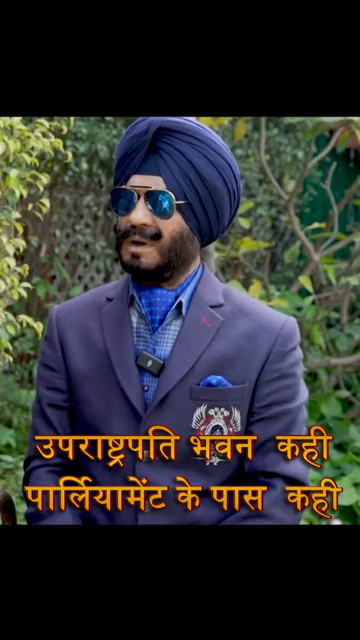 उपराष्ट्रपति भवन कही
पार्लियामेंट के पास कही